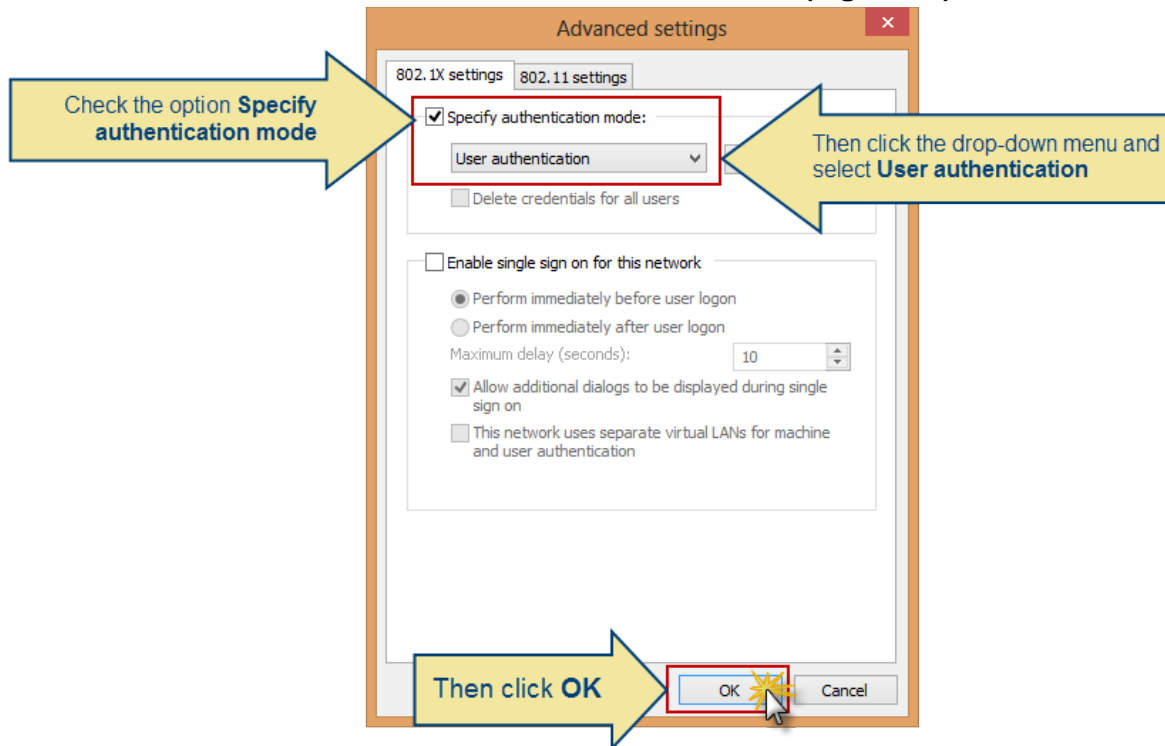 Advanced settings
802.1X settings
802.11 settings
Check the option Specify
authentication mode
Specify authentication mode:
User authentication
Then click the drop-down menu and
select User authentication
Delete credentials for all users
Enable single sign on for this network
Perform immediately before user logon
Perform immediately after user logon
Maximum delay (seconds):
10
Allow additional dialogs to be displayed during single
sign on
This network uses separate virtual LANs for machine
and user authentication
Then click OK
OK
Cancel